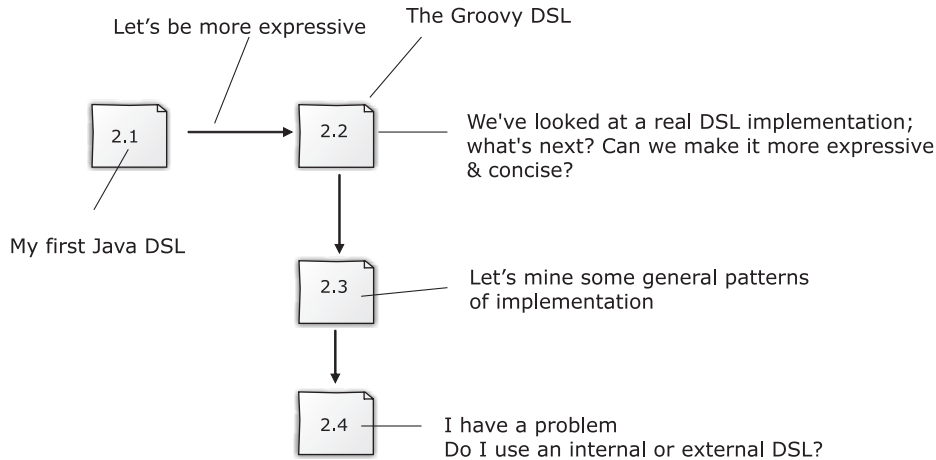 Let's be more expressive
The Groovy DSL
2.1
2.2
We've looked at a real DSL implementation;
what's next? Can we make it more expressive
& concise?
My first Java DSL
2.3
Let’s mine some general patterns
of implementation
2.4
I have a problem
Do I use an internal or external DSL?